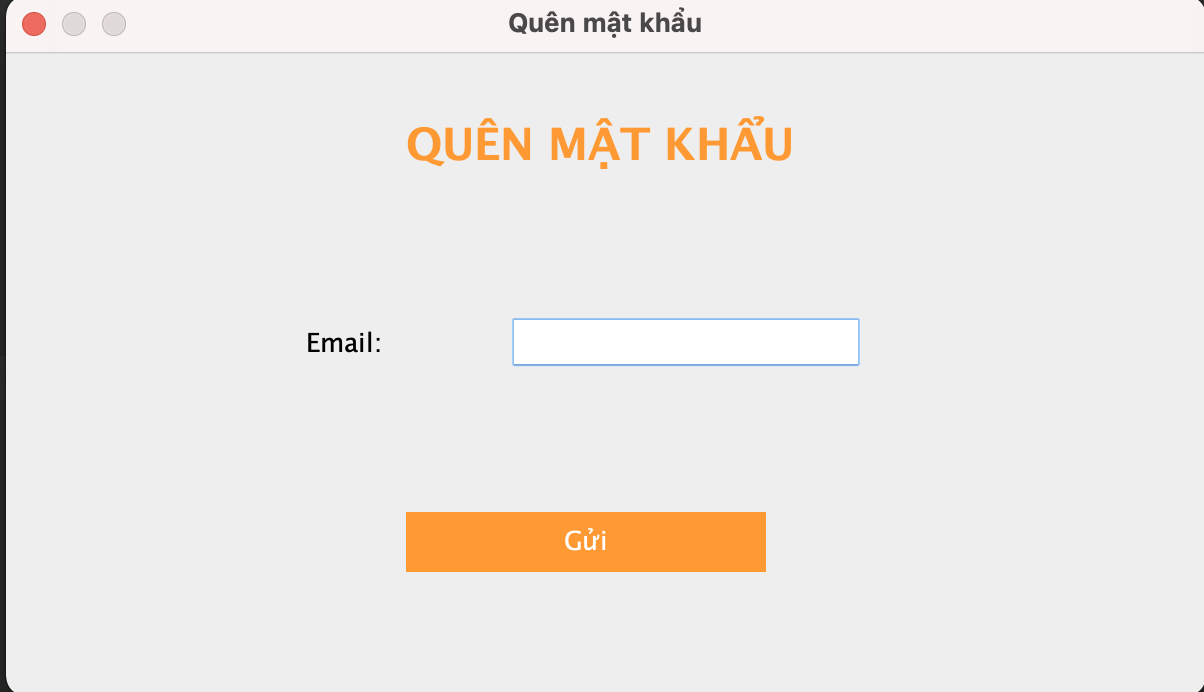 Quên mật khẩu
QUÊN MẬT KHẨU
Email:
Gửi